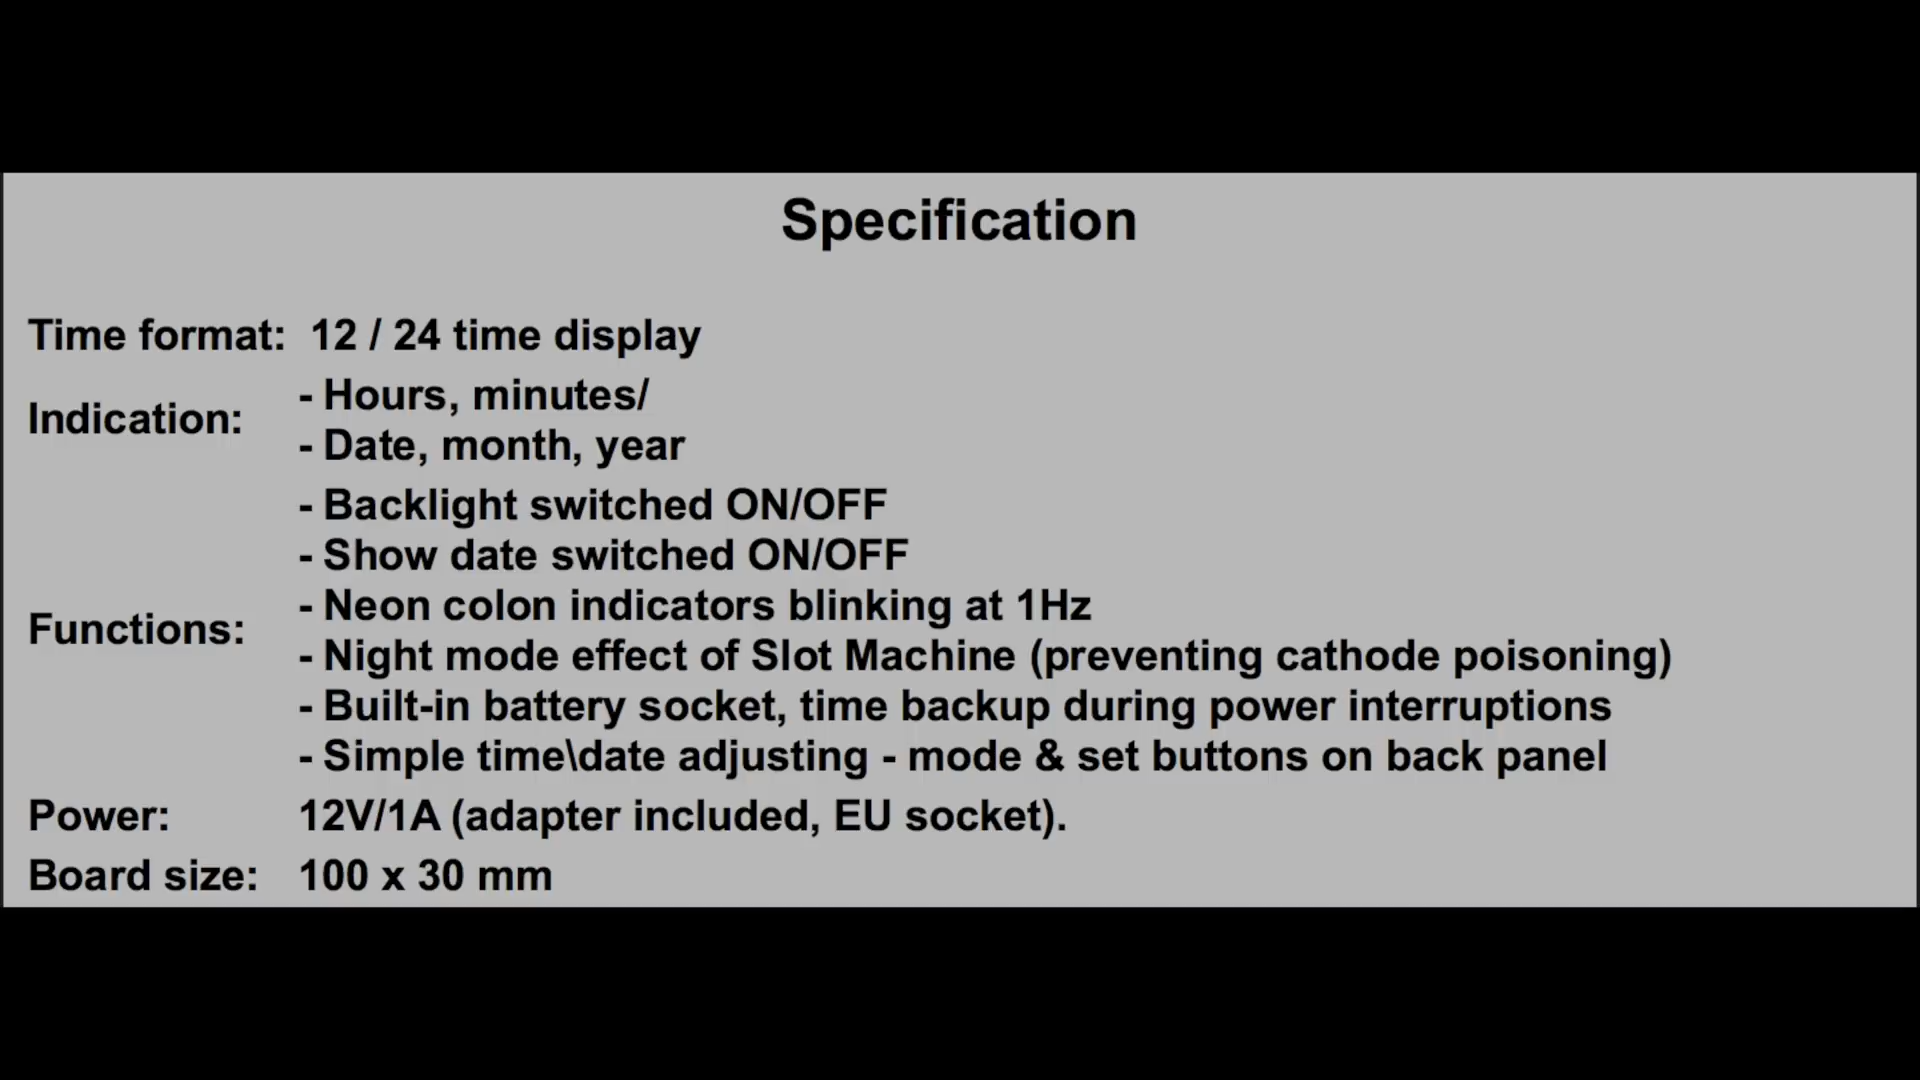 Specification
Time format: 12 / 24 time display
Indication:
- Hours, minutes/
- Date, month, year
Functions:
- Backlight switched ON/OFF
- Show date switched ON/OFF
- Neon colon indicators blinking at 1Hz
- Night mode effect of Slot Machine (preventing cathode poisoning)
- Built-in battery socket, time backup during power interruptions
- Simple time\date adjusting - mode & set buttons on back panel
Power: 12V/1A (adapter included, EU socket).
Board size: 100 x 30 mm